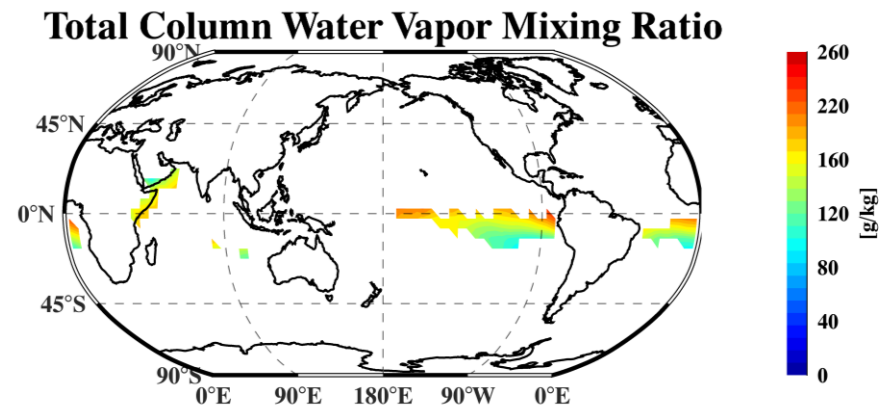 Total Column Water Vapor Mixing Ratio
90°N
45°N
0°N
45°S
90°S
0°E 90°E 180°E 90°W 0°E
260
220
160
120
80
40
0
[g/kg]